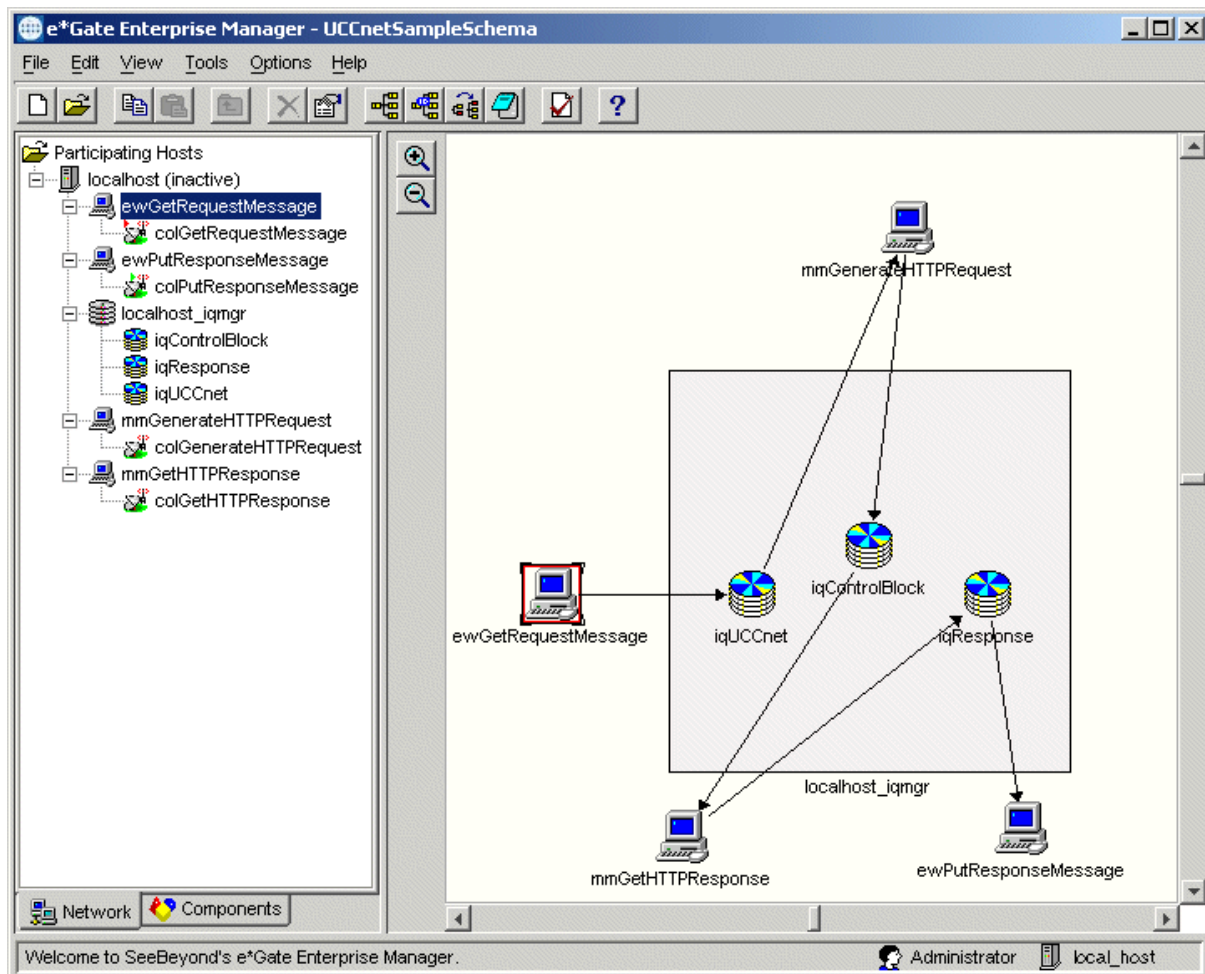 e*Gate Enterprise Manager - UCCnetSampleSchema
File Edit View Tools Options Help
?
Participating Hosts
localhost (inactive)
ewGetRequestMessage
colGetRequestMessage
ewPutResponseMessage
colPutResponseMessage
localhost_iqmgr
iqControlBlock
iqResponse
iqUCCnet
mmGenerateHTTPRequest
colGenerateHTTPRequest
mmGetHTTPResponse
colGetHTTPResponse
Network Components
mmGenerateHTTPRequest
iqControlBlock
ewGetRequestMessage
iqUCCnet
iqResponse
localhost_iqmgr
mmGetHTTPResponse
ewPutResponseMessage
Welcome to SeeBeyond's e*Gate Enterprise Manager.
Administrator
local_host